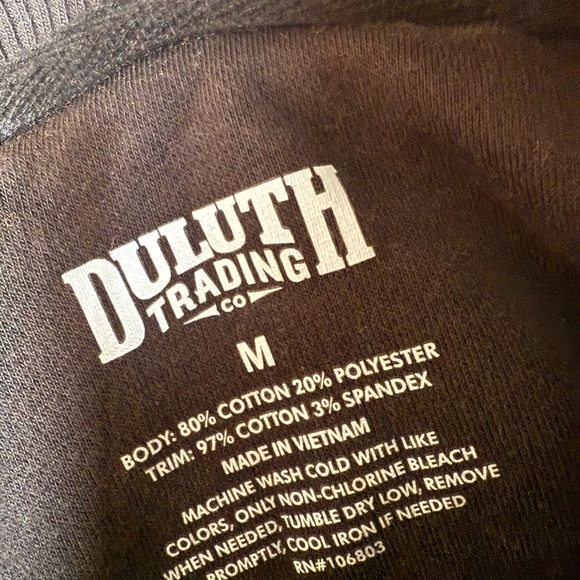 DULUTH
TRADING
CO
M
BODY: 80% COTTON 20% POLYESTER
TRIM: 97% COTTON 3% SPANDEX
MADE IN VIETNAM
MACHINE WASH COLD WITH LIKE
COLORS, ONLY NON-CHLORINE BLEACH
WHEN NEEDED, TUMBLE DRY LOW, REMOVE
PROMPTLY, COOL IRON IF NEEDED
RN#106803